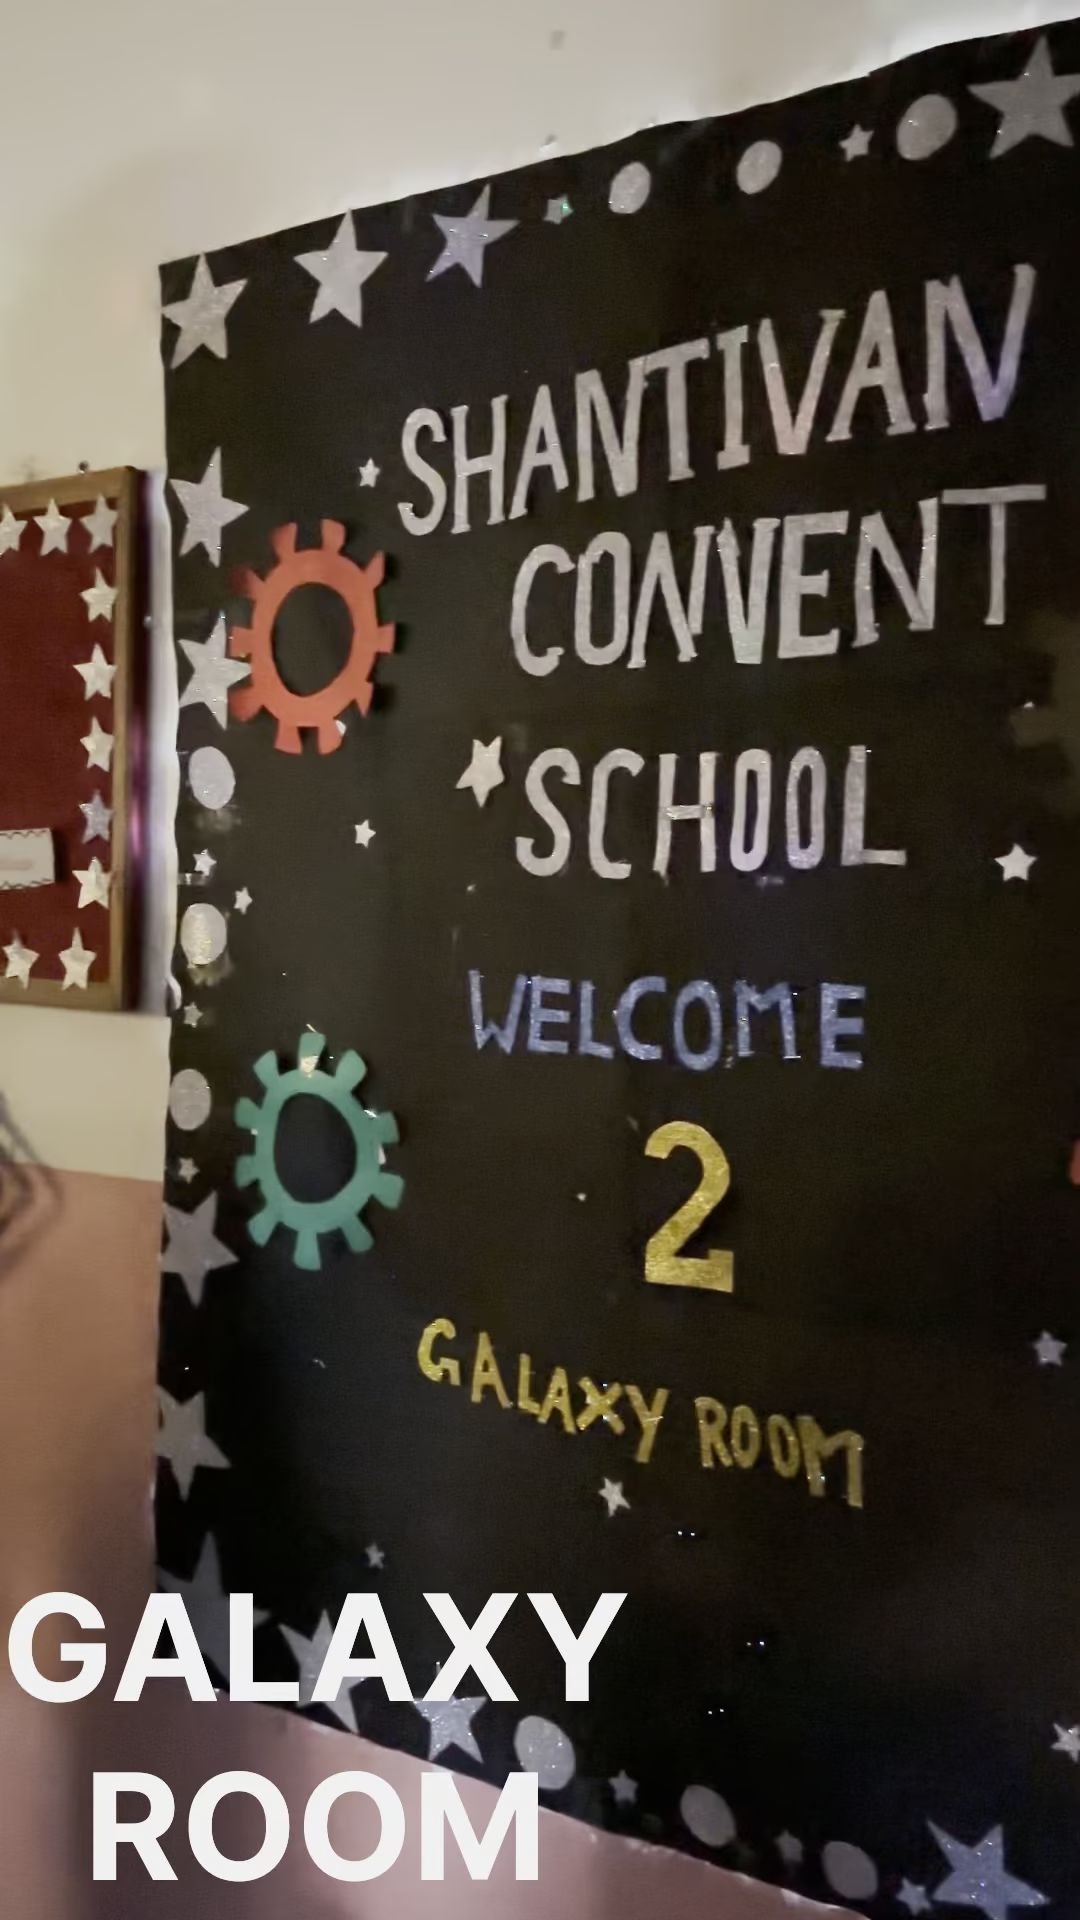 SHANTIVAN
CONVENT
SCHOOL
WELCOME
2
GALAXY ROOM
GALAXY
ROOM